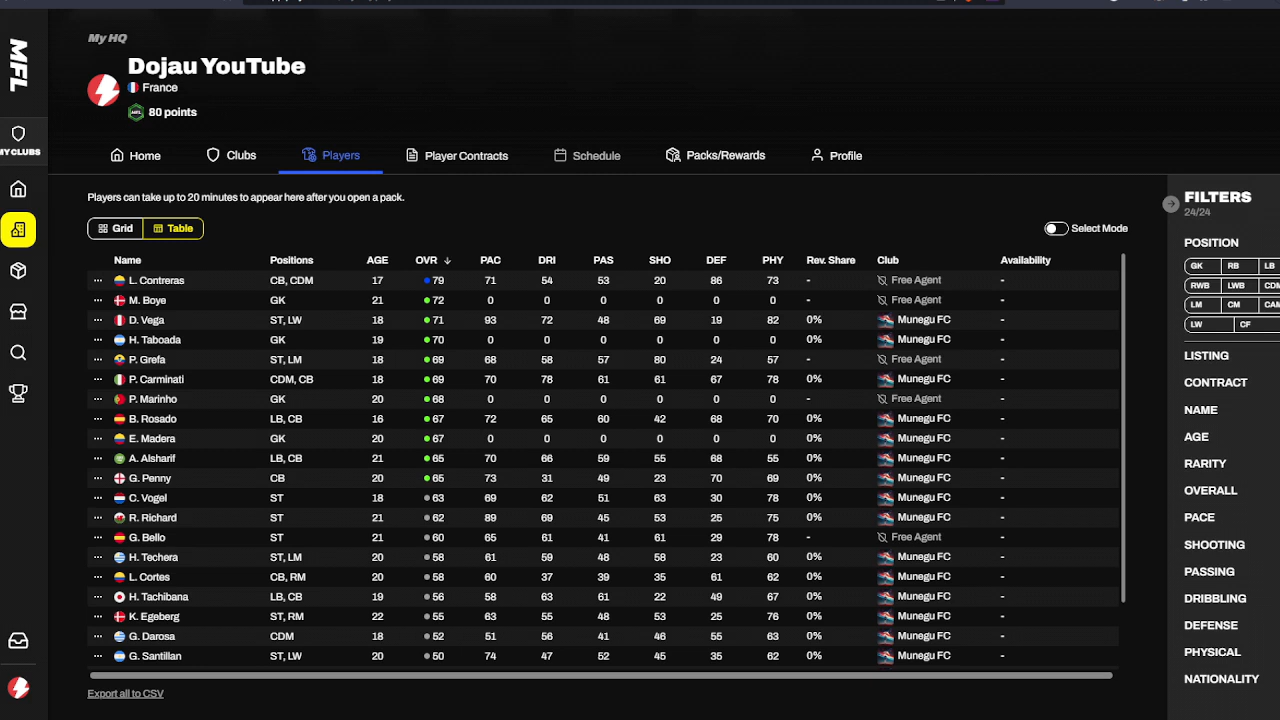 My HQ
MFL
Dojau YouTube
France
MFL 80 points
MY CLUBS
Home Clubs Players Player Contracts Schedule Packs/Rewards Profile
Players can take up to 20 minutes to appear here after you open a pack.
Grid Table Select Mode
Name Positions AGE OVR ↓ PAC DRI PAS SHO DEF PHY Rev. Share Club Availability
L. Contreras CB, CDM 17 79 71 54 53 20 86 73 - Free Agent -
M. Boye GK 21 72 0 0 0 0 0 0 - Free Agent -
D. Vega ST, LW 18 71 93 72 48 69 19 82 0% Munegu FC -
H. Taboada GK 19 70 0 0 0 0 0 0 0% Munegu FC -
P. Grefa ST, LM 18 69 68 58 57 80 24 57 - Free Agent -
P. Carminati CDM, CB 18 69 70 78 61 61 67 78 0% Munegu FC -
P. Marinho GK 20 68 0 0 0 0 0 0 - Free Agent -
B. Rosado LB, CB 16 67 72 65 60 42 68 70 0% Munegu FC -
E. Madera GK 20 67 0 0 0 0 0 0 0% Munegu FC -
A. Alsharif LB, CB 21 65 70 66 59 55 68 55 0% Munegu FC -
G. Penny CB 20 65 73 31 49 23 70 69 0% Munegu FC -
C. Vogel ST 18 63 69 62 51 63 30 78 0% Munegu FC -
R. Richard ST 21 62 89 69 45 53 25 75 0% Munegu FC -
G. Bello ST 21 60 65 61 41 61 29 78 - Free Agent -
H. Techera ST, LM 20 58 61 59 48 58 23 60 0% Munegu FC -
L. Cortes CB, RM 20 58 60 37 39 35 61 62 0% Munegu FC -
H. Tachibana LB, CB 19 56 58 63 61 22 49 67 0% Munegu FC -
K. Egeberg ST, RM 22 55 63 55 48 53 25 76 0% Munegu FC -
G. Darosa CDM 18 52 51 56 41 46 55 63 0% Munegu FC -
G. Santillan ST, LW 20 50 74 47 52 45 35 62 0% Munegu FC -
Export all to CSV
FILTERS
24/24
POSITION
GK RB LB
RWB LWB CDM
LM CM CAM
LW CF
LISTING
CONTRACT
NAME
AGE
RARITY
OVERALL
PACE
SHOOTING
PASSING
DRIBBLING
DEFENSE
PHYSICAL
NATIONALITY